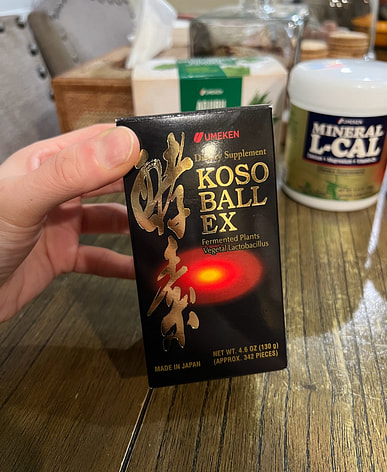 UMEKEN
Dietary Supplement
KOSO
BALL
EX
Fermented Plants
Vegetal Lactobacillus
酵素
MADE IN JAPAN
NET WT. 4.6 OZ (130 g)
(APPROX. 342 PIECES)
UMEKEN
MINERAL
L-CAL